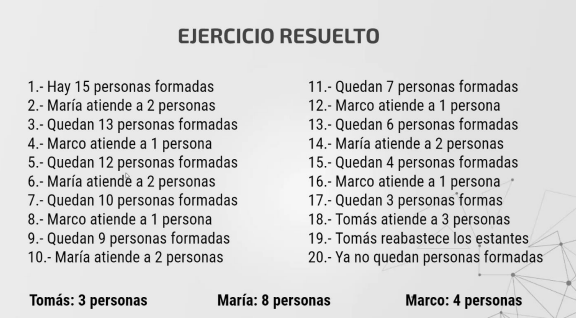 EJERCICIO RESUELTO
1.- Hay 15 personas formadas
2.- María atiende a 2 personas
3.- Quedan 13 personas formadas
4.- Marco atiende a 1 persona
5.- Quedan 12 personas formadas
6.- María atiende a 2 personas
7.- Quedan 10 personas formadas
8.- Marco atiende a 1 persona
9.- Quedan 9 personas formadas
10.- María atiende a 2 personas
11.- Quedan 7 personas formadas
12.- Marco atiende a 1 persona
13.- Quedan 6 personas formadas
14.- María atiende a 2 personas
15.- Quedan 4 personas formadas
16.- Marco atiende a 1 persona
17.- Quedan 3 personas formas
18.- Tomás atiende a 3 personas
19.- Tomás reabastece los estantes
20.- Ya no quedan personas formadas
Tomás: 3 personas
María: 8 personas
Marco: 4 personas